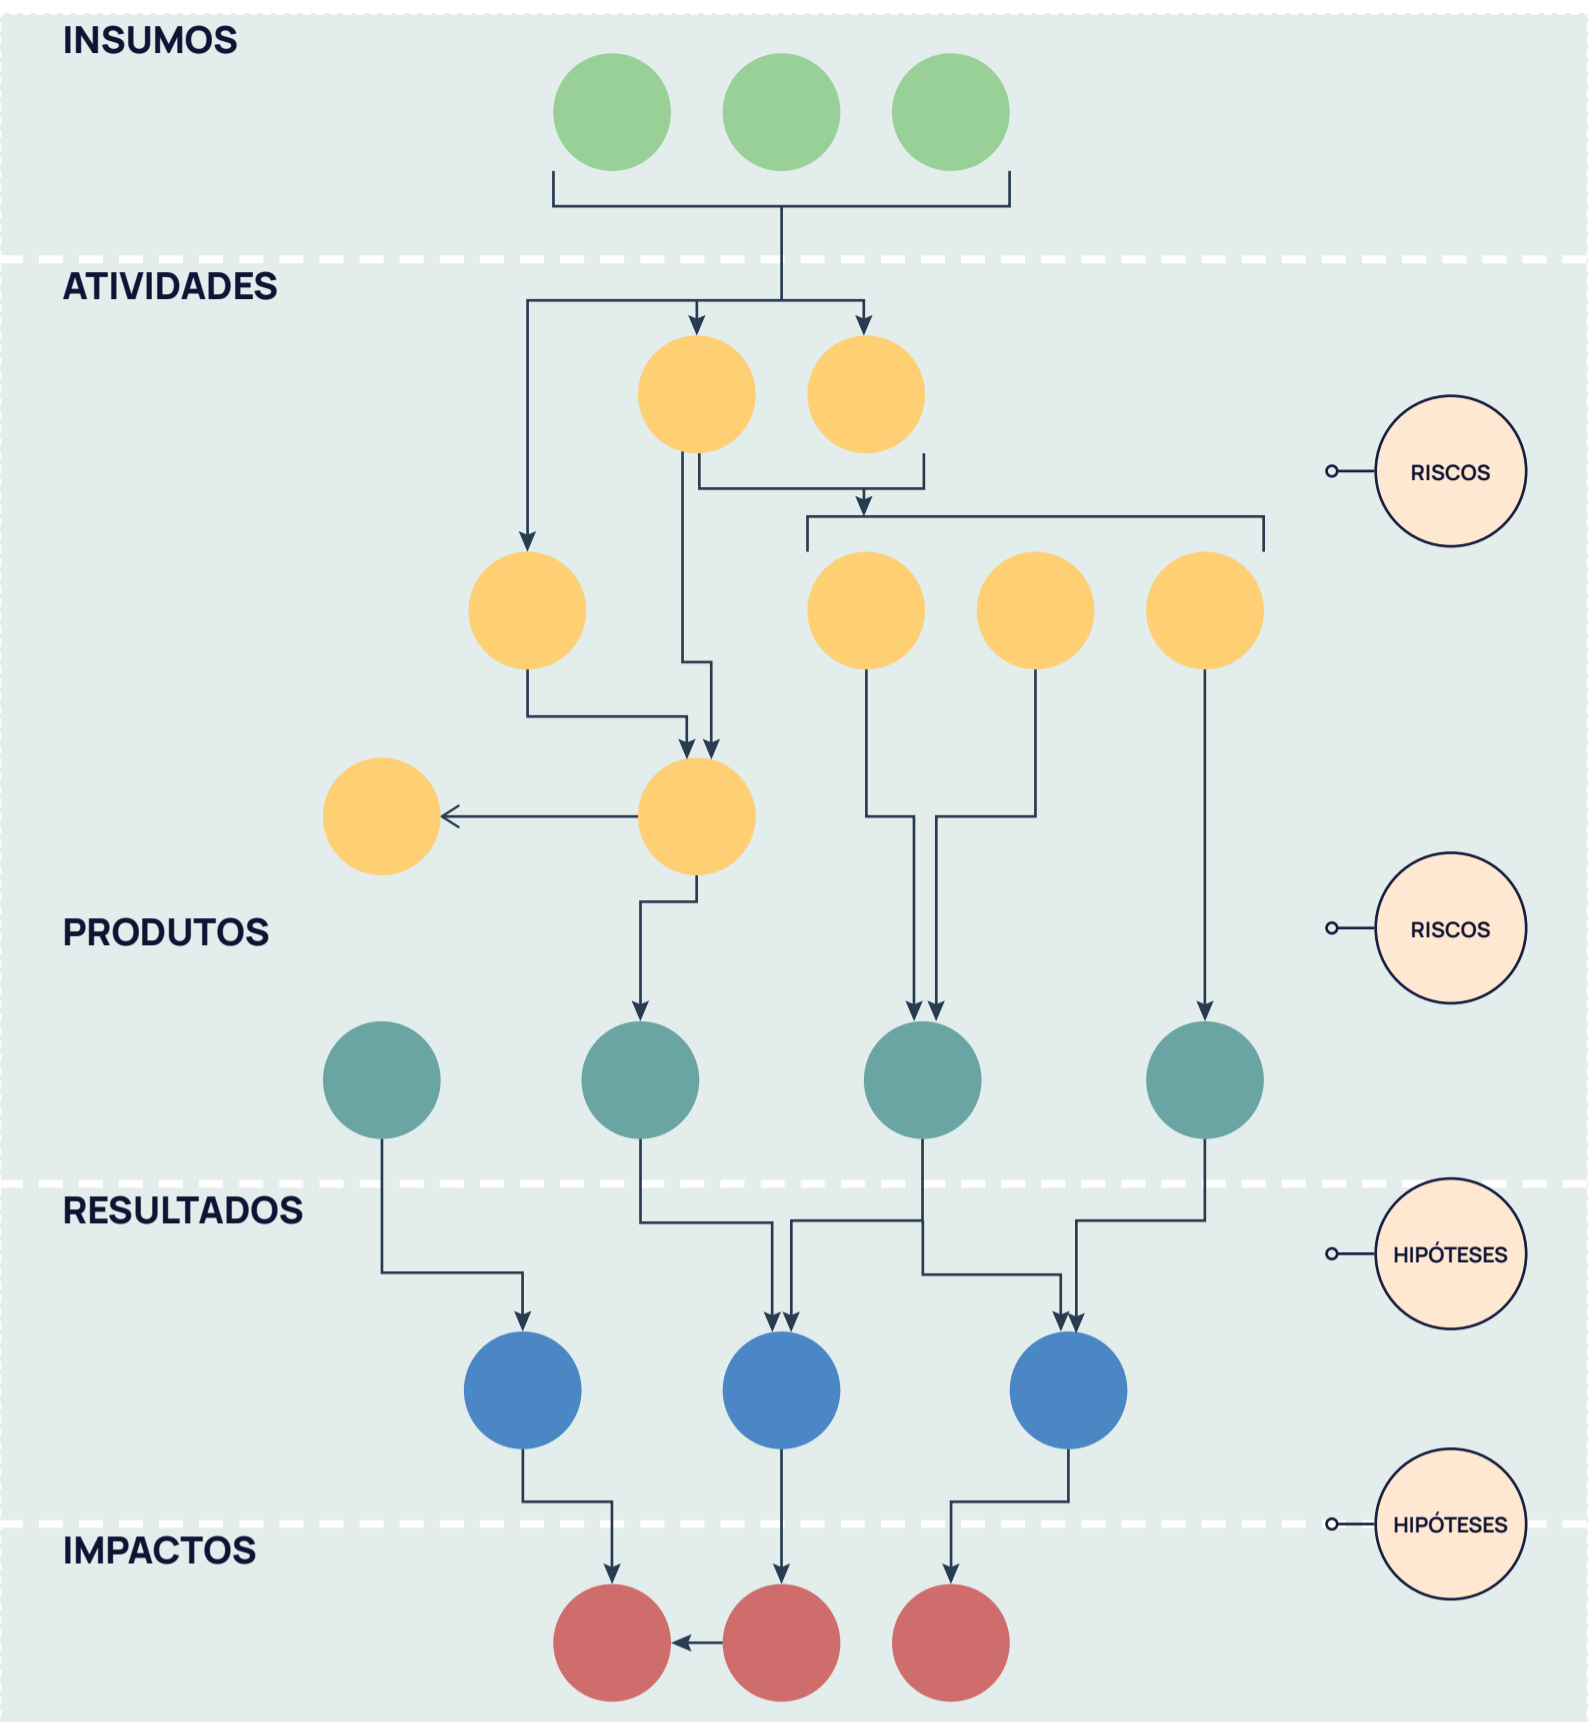 INSUMOS
ATIVIDADES
RISCOS
PRODUTOS
RISCOS
RESULTADOS
HIPÓTESES
HIPÓTESES
IMPACTOS